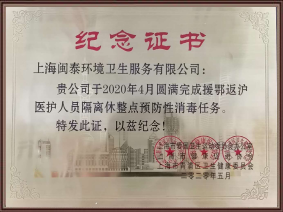 纪念证书
上海闽泰环境卫生服务有限公司：
贵公司于2020年4月圆满完成援鄂返沪
医护人员隔离休整点预防性消毒任务。
特发此证，以兹纪念！
二〇二〇年五月